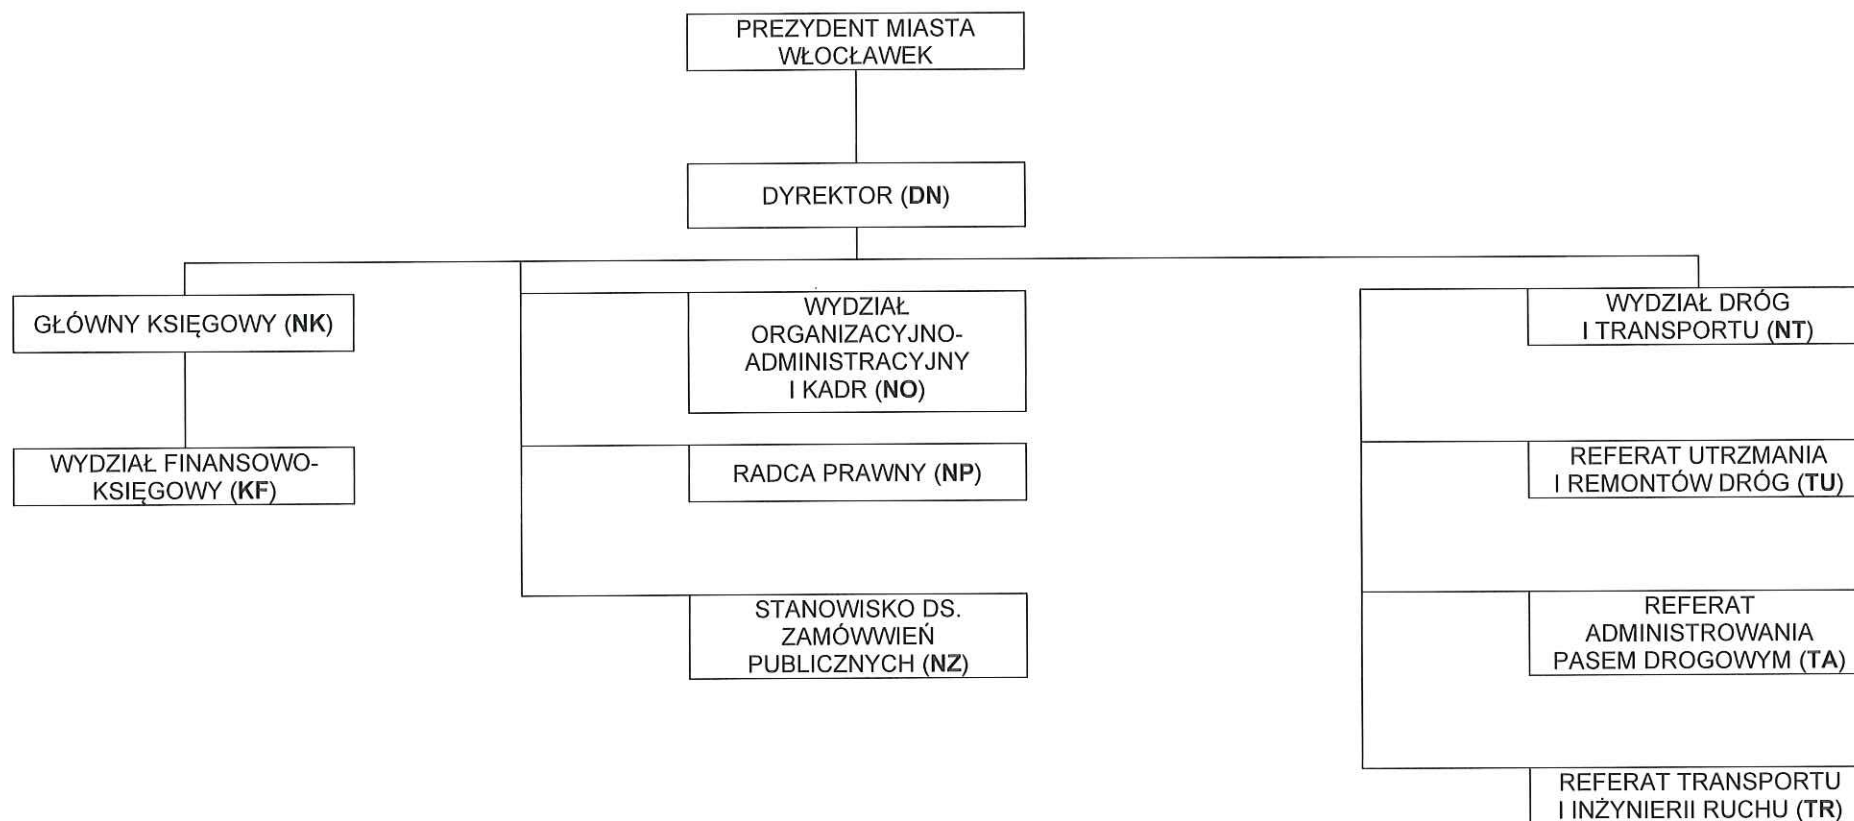 PREZYDENT MIASTA
WŁOCŁAWEK
DYREKTOR (DN)
GŁÓWNY KSIĘGOWY (NK)
WYDZIAŁ FINANSOWO-
KSIĘGOWY (KF)
WYDZIAŁ
ORGANIZACYJNO-
ADMINISTRACYJNY
I KADR (NO)
RADCA PRAWNY (NP)
STANOWISKO DS.
ZAMÓWWIEŃ
PUBLICZNYCH (NZ)
WYDZIAŁ DRÓG
I TRANSPORTU (NT)
REFERAT UTRZMANIA
I REMONTÓW DRÓG (TU)
REFERAT
ADMINISTROWANIA
PASEM DROGOWYM (TA)
REFERAT TRANSPORTU
I INŻYNIERII RUCHU (TR)